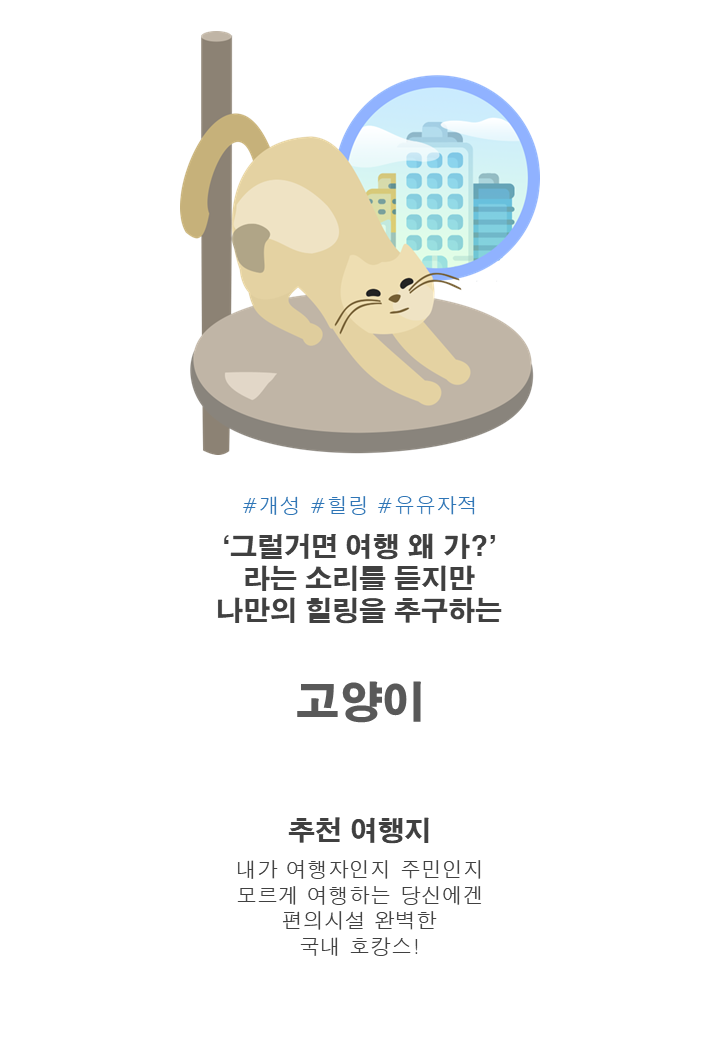 #개성 #힐링 #유유자적
‘그럴거면 여행 왜 가?’
라는 소리를 듣지만
나만의 힐링을 추구하는
고양이
추천 여행지
내가 여행자인지 주민인지
모르게 여행하는 당신에겐
편의시설 완벽한
국내 호캉스!